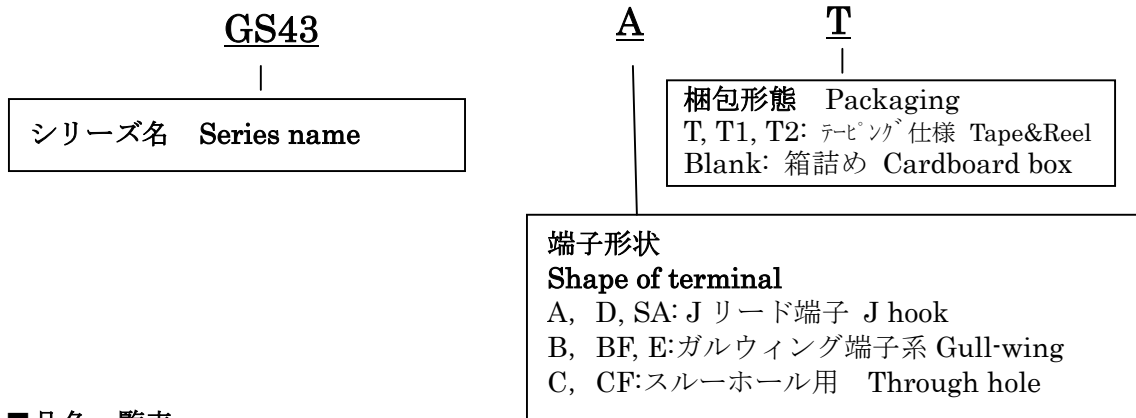 GS43 A T
シリーズ名 Series name
梱包形態 Packaging
T, T1, T2: テーピング仕様 Tape&Reel
Blank: 箱詰め Cardboard box
端子形状
Shape of terminal
A, D, SA: J リード端子 J hook
B, BF, E:ガルウィング端子系 Gull-wing
C, CF:スルーホール用 Through hole